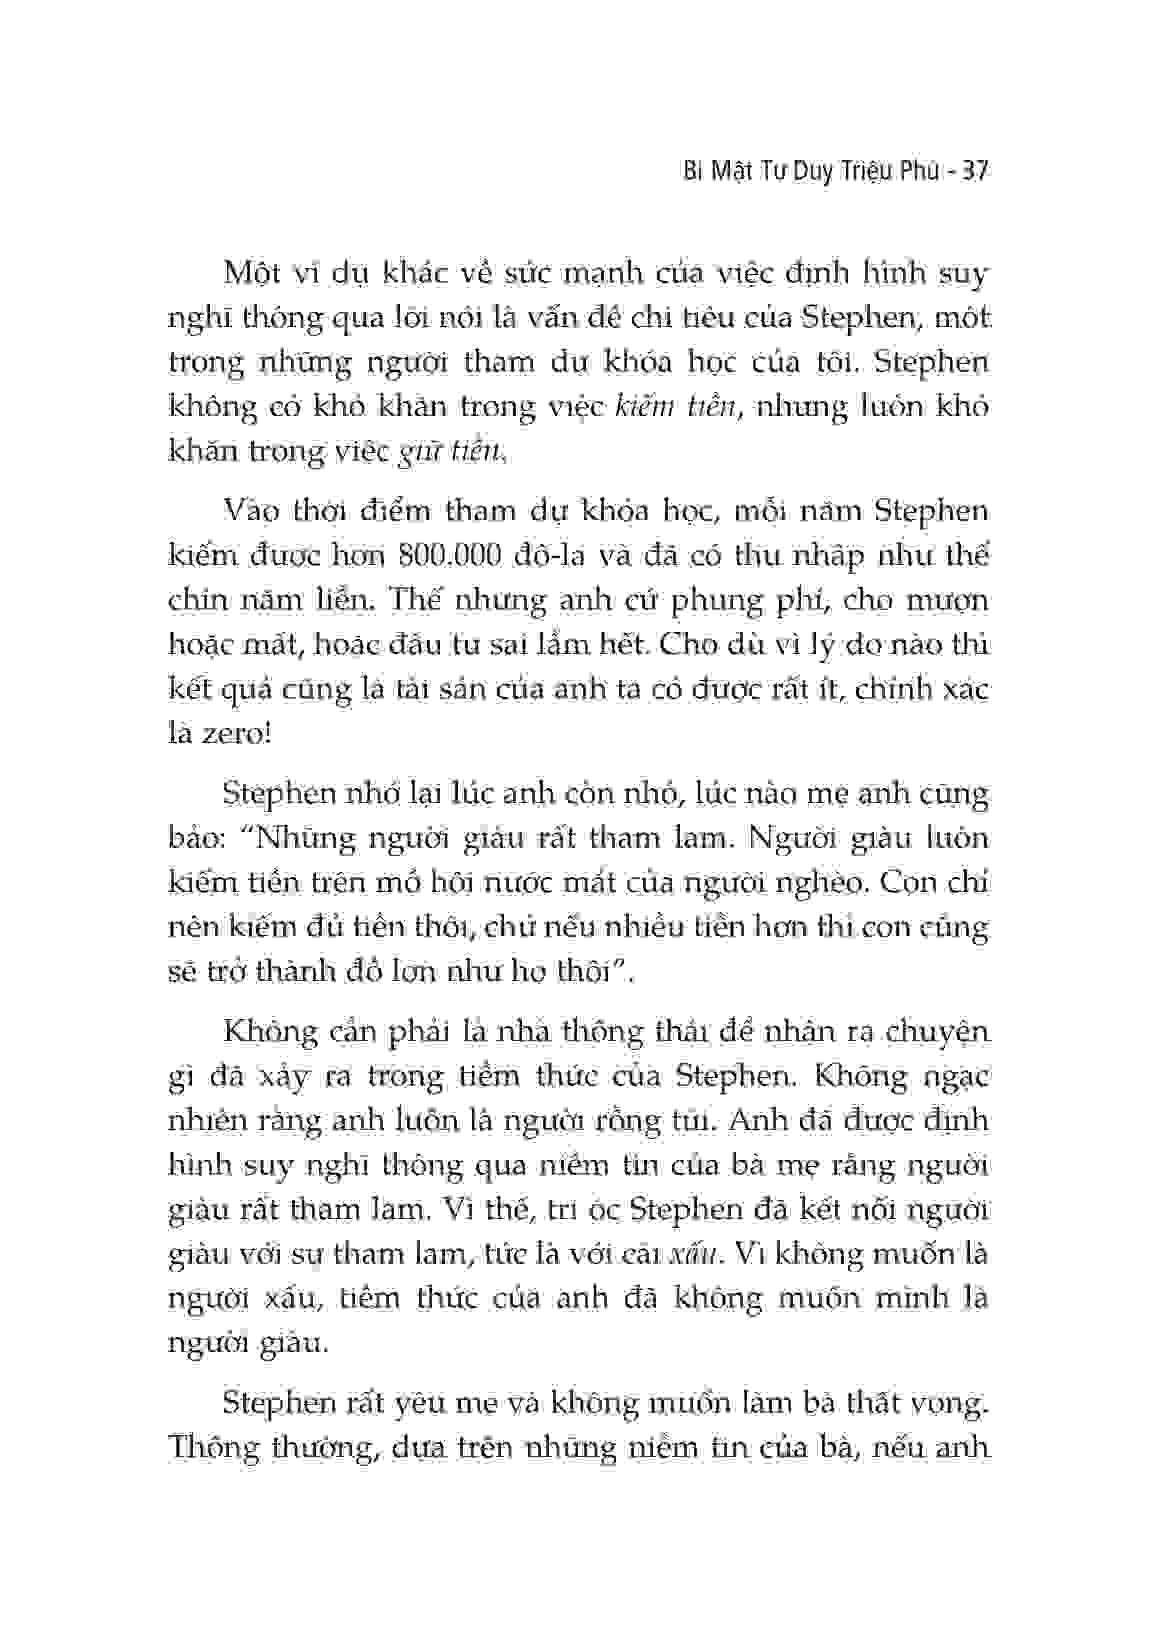 Bí Mật Tư Duy Triệu Phú - 37
Một ví dụ khác về sức mạnh của việc định hình suy
nghĩ thông qua lời nói là vấn đề chi tiêu của Stephen, một
trong những người tham dự khóa học của tôi. Stephen
không có khó khăn trong việc kiếm tiền, nhưng luôn khó
khăn trong việc giữ tiền.
Vào thời điểm tham dự khóa học, mỗi năm Stephen
kiếm được hơn 800.000 đô-la và đã có thu nhập như thế
chín năm liền. Thế nhưng anh cứ phung phí, cho mượn
hoặc mất, hoặc đầu tư sai lầm hết. Cho dù vì lý do nào thì
kết quả cũng là tài sản của anh ta có được rất ít, chính xác
là zero!
Stephen nhớ lại lúc anh còn nhỏ, lúc nào mẹ anh cũng
bảo: “Những người giàu rất tham lam. Người giàu luôn
kiếm tiền trên mồ hôi nước mắt của người nghèo. Con chỉ
nên kiếm đủ tiền thôi, chứ nếu nhiều tiền hơn thì con cũng
sẽ trở thành đồ lợn như họ thôi”.
Không cần phải là nhà thông thái để nhận ra chuyện
gì đã xảy ra trong tiềm thức của Stephen. Không ngạc
nhiên rằng anh luôn là người rỗng túi. Anh đã được định
hình suy nghĩ thông qua niềm tin của bà mẹ rằng người
giàu rất tham lam. Vì thế, trí óc Stephen đã kết nối người
giàu với sự tham lam, tức là với cái xấu. Vì không muốn là
người xấu, tiềm thức của anh đã không muốn mình là
người giàu.
Stephen rất yêu mẹ và không muốn làm bà thất vọng.
Thông thường, dựa trên những niềm tin của bà, nếu anh